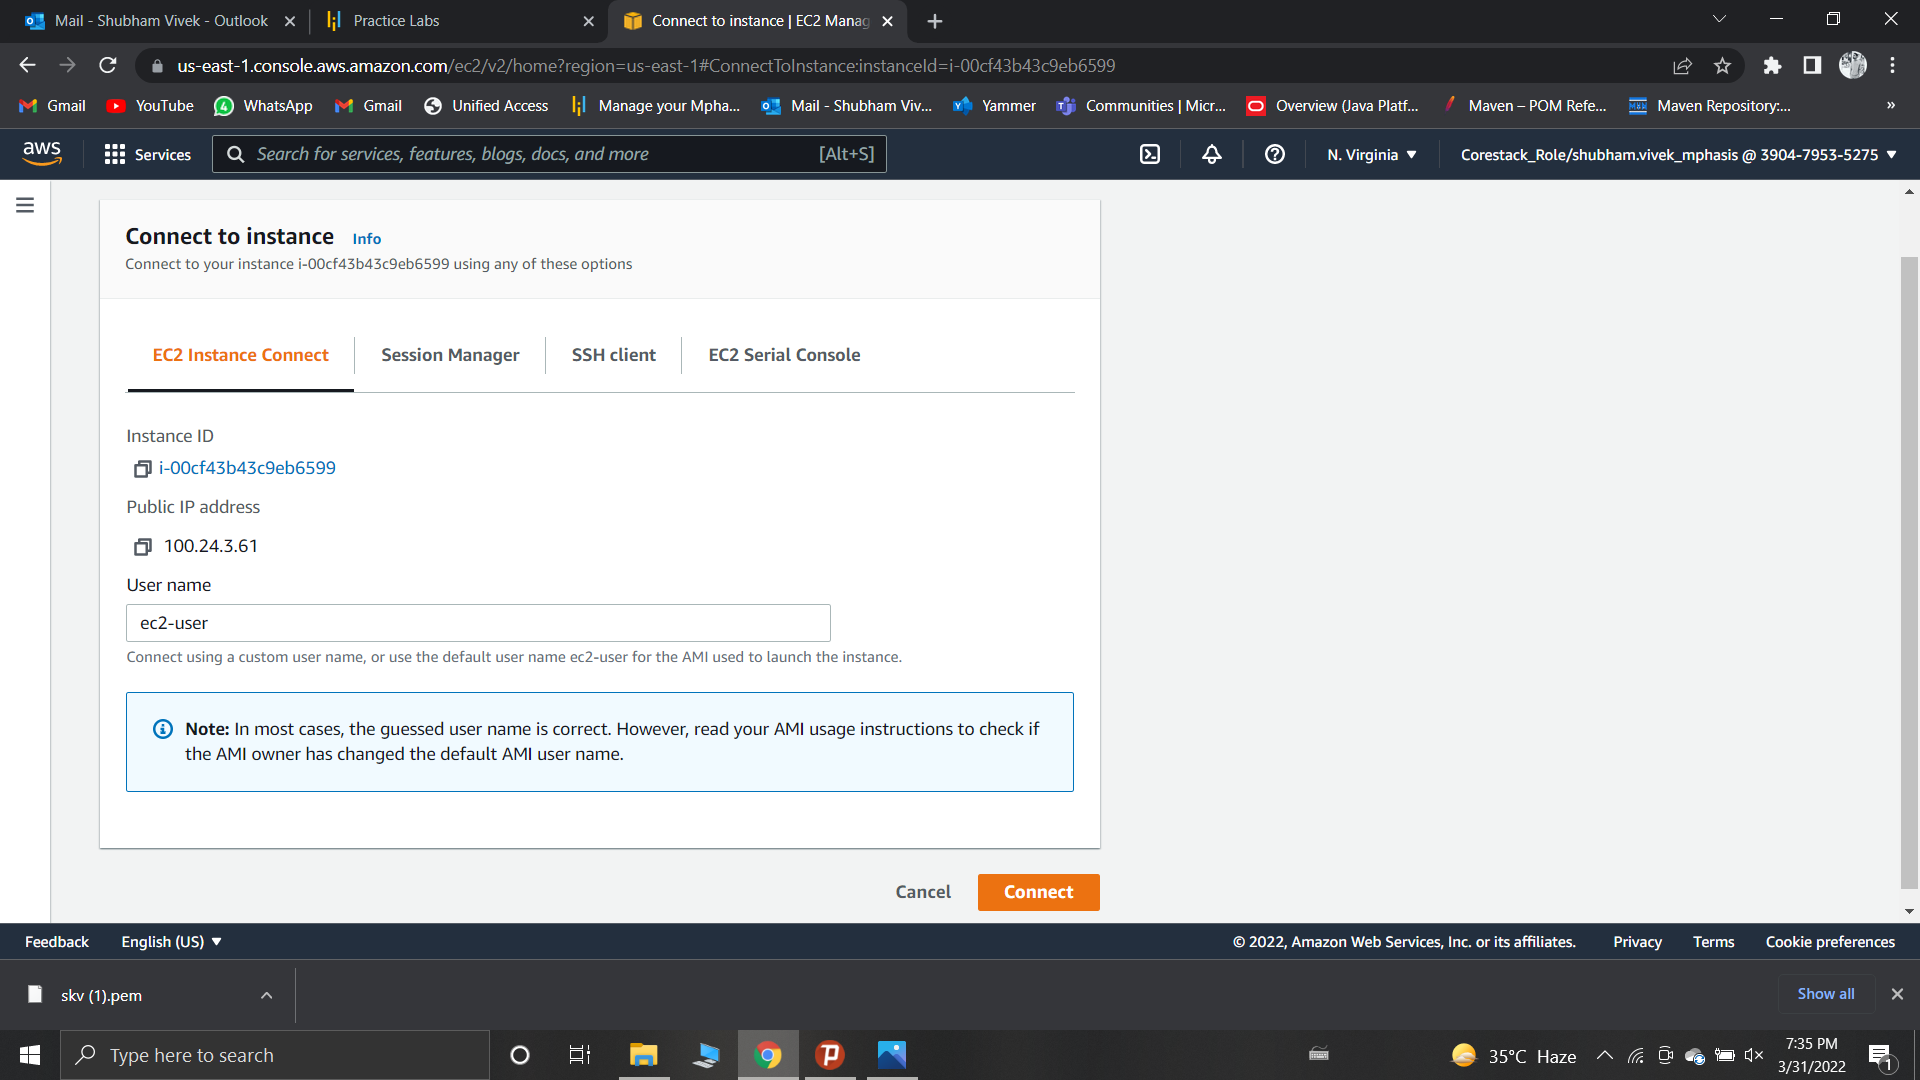 Mail - Shubham Vivek - Outlook
Practice Labs
Connect to instance | EC2 Manag
us-east-1.console.aws.amazon.com/ec2/v2/home?region=us-east-1#ConnectToInstance:instanceId=i-00cf43b43c9eb6599
Gmail YouTube WhatsApp Gmail Unified Access Manage your Mpha... Mail - Shubham Viv... Yammer Communities | Micr... Overview (Java Platf... Maven – POM Refe... Maven Repository:... »
aws Services Search for services, features, blogs, docs, and more [Alt+S] N. Virginia Corestack_Role/shubham.vivek_mphasis @ 3904-7953-5275
Connect to instance Info
Connect to your instance i-00cf43b43c9eb6599 using any of these options
EC2 Instance Connect Session Manager SSH client EC2 Serial Console
Instance ID
i-00cf43b43c9eb6599
Public IP address
100.24.3.61
User name
ec2-user
Connect using a custom user name, or use the default user name ec2-user for the AMI used to launch the instance.
Note: In most cases, the guessed user name is correct. However, read your AMI usage instructions to check if
the AMI owner has changed the default AMI user name.
Cancel Connect
Feedback English (US) © 2022, Amazon Web Services, Inc. or its affiliates. Privacy Terms Cookie preferences
skv (1).pem Show all
Type here to search 35°C Haze 7:35 PM
3/31/2022
1